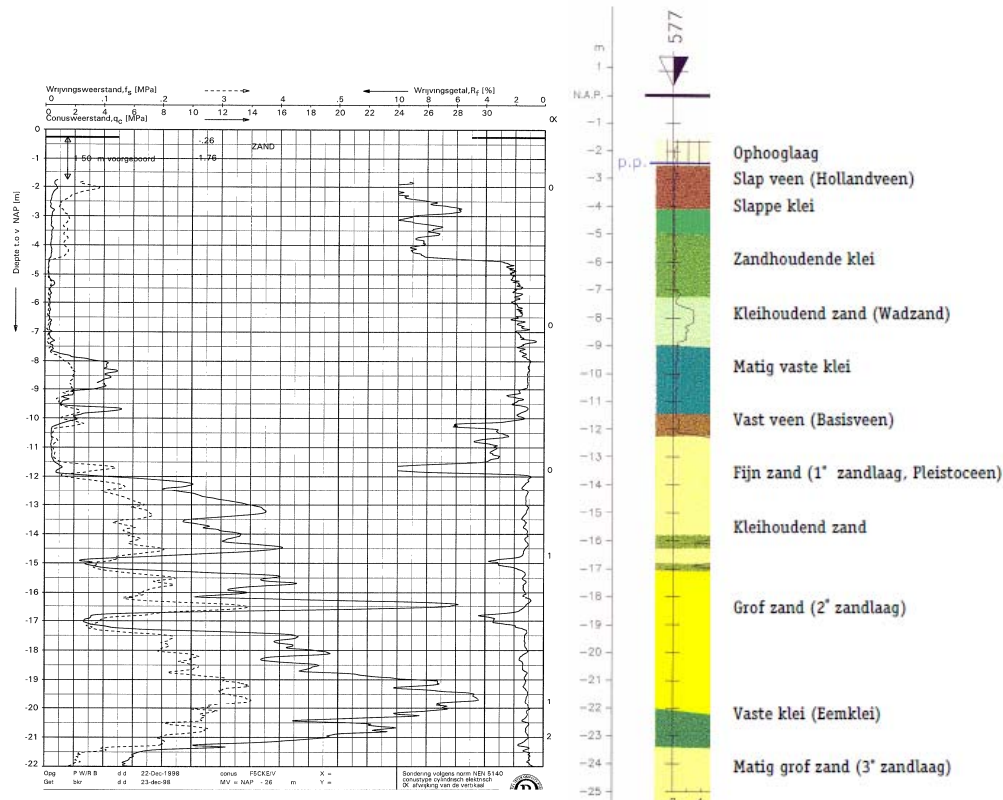 Wrijvingsweerstand,fs [MPa] Wrijvingsgetal,Rf [%]
0 .1 .2 .3 .4 .5 10 8 6 4 2 0
Conusweerstand,qc [MPa]
0 2 4 6 8 10 12 14 16 18 20 22 24 26 28 30
α
0
-.26 ZAND
-1 50 m voorgeboord 1.76
-2 0
-3
-4
Diepte t.o v NAP [m]
-5
-6
-7 0
-8
-9
-10
-11
-12 0
-13
-14
-15 1
-16
-17
-18
-19
-20 1
-21 2
-22
Opg P W/R B d d 22-Dec-1998 conus F5CKE/V X =
Get bkr d d 23-dec-98 MV = NAP -26 m Y =
Sondering volgens norm NEN 5140
conustype cylindrisch elektrisch
α afwijking van de vertikaal
577
m
1
N.A.P.
-1
-2 Ophooglaag
p.p.
-3 Slap veen (Hollandveen)
-4 Slappe klei
-5
-6 Zandhoudende klei
-7
-8 Kleihoudend zand (Wadzand)
-9
-10 Matig vaste klei
-11
-12 Vast veen (Basisveen)
-13
-14 Fijn zand (1e zandlaag, Pleistoceen)
-15
-16 Kleihoudend zand
-17
-18
-19 Grof zand (2e zandlaag)
-20
-21
-22 Vaste klei (Eemklei)
-23
-24 Matig grof zand (3e zandlaag)
-25